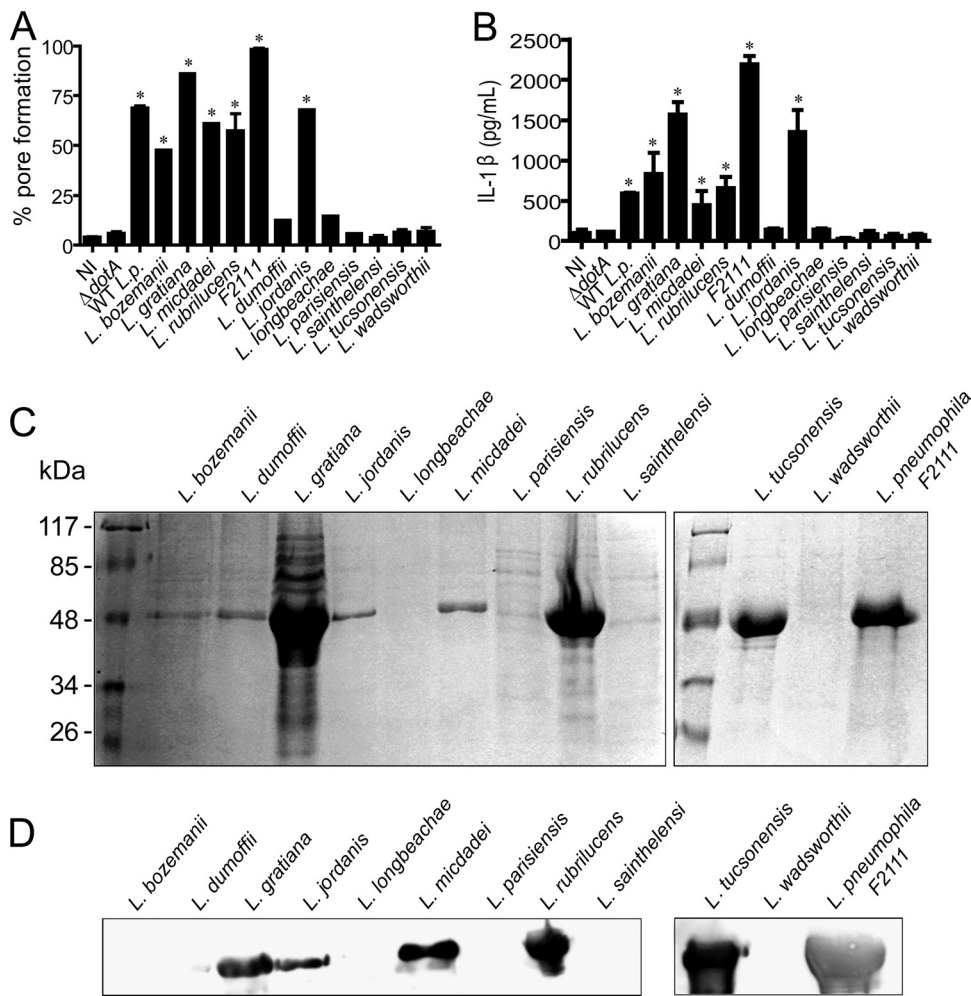 A
B
% pore formation
100
75
50
25
0
NI
ΔdotA
WT L.p.
L. bozemanii
L. gratiana
L. micdadei
L. rubrilucens
F2111
L. dumoffii
L. jordanis
L. longbeachae
L. parisiensis
L. sainthelensi
L. tucsonensis
L. wadsworthii
* * * * * * *
IL-1β (pg/mL)
2500
2000
1500
1000
500
0
NI
ΔdotA
WT L.p.
L. bozemanii
L. gratiana
L. micdadei
L. rubrilucens
F2111
L. dumoffii
L. jordanis
L. longbeachae
L. parisiensis
L. sainthelensi
L. tucsonensis
L. wadsworthii
* * * * * * *
C
kDa
L. bozemanii
L. dumoffii
L. gratiana
L. jordanis
L. longbeachae
L. micdadei
L. parisiensis
L. rubrilucens
L. sainthelensi
L. tucsonensis
L. wadsworthii
L. pneumophila
F2111
117 -
85 -
48 -
34 -
26 -
D
L. bozemanii
L. dumoffii
L. gratiana
L. jordanis
L. longbeachae
L. micdadei
L. parisiensis
L. rubrilucens
L. sainthelensi
L. tucsonensis
L. wadsworthii
L. pneumophila
F2111